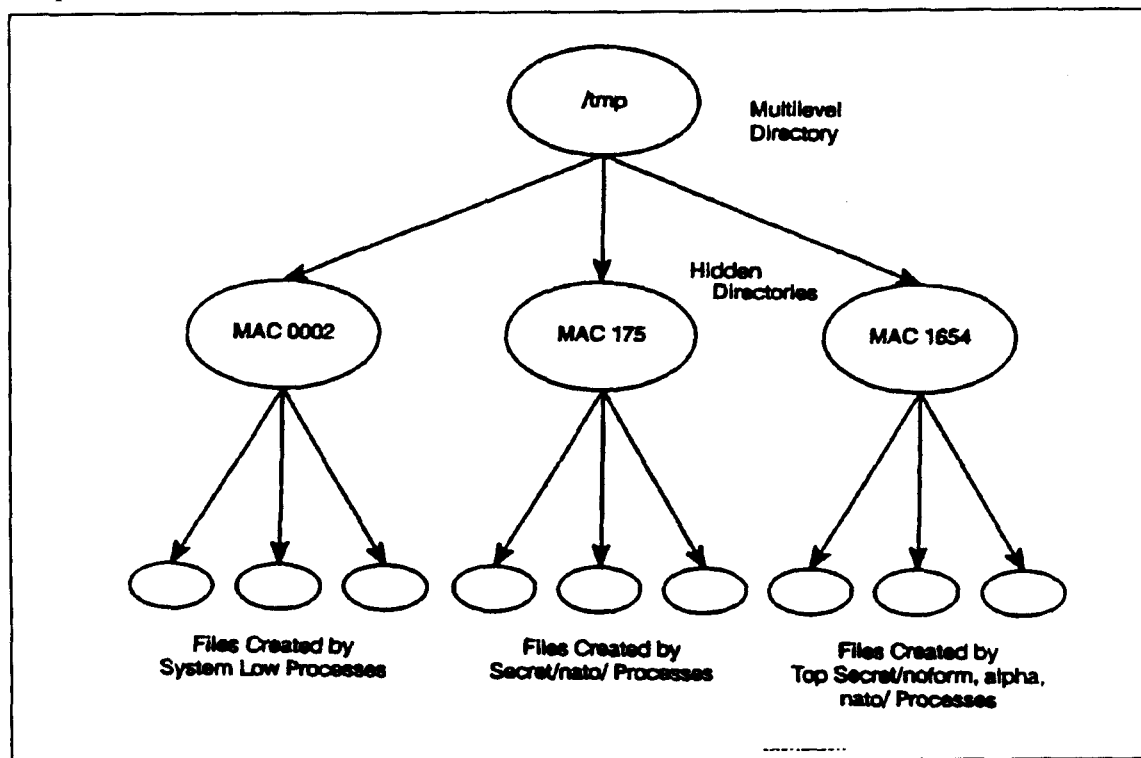 /tmp
Multilevel
Directory
Hidden
Directories
MAC 0002
MAC 175
MAC 1654
Files Created by
System Low Processes
Files Created by
Secret/nato/ Processes
Files Created by
Top Secret/noform, alpha,
nato/ Processes